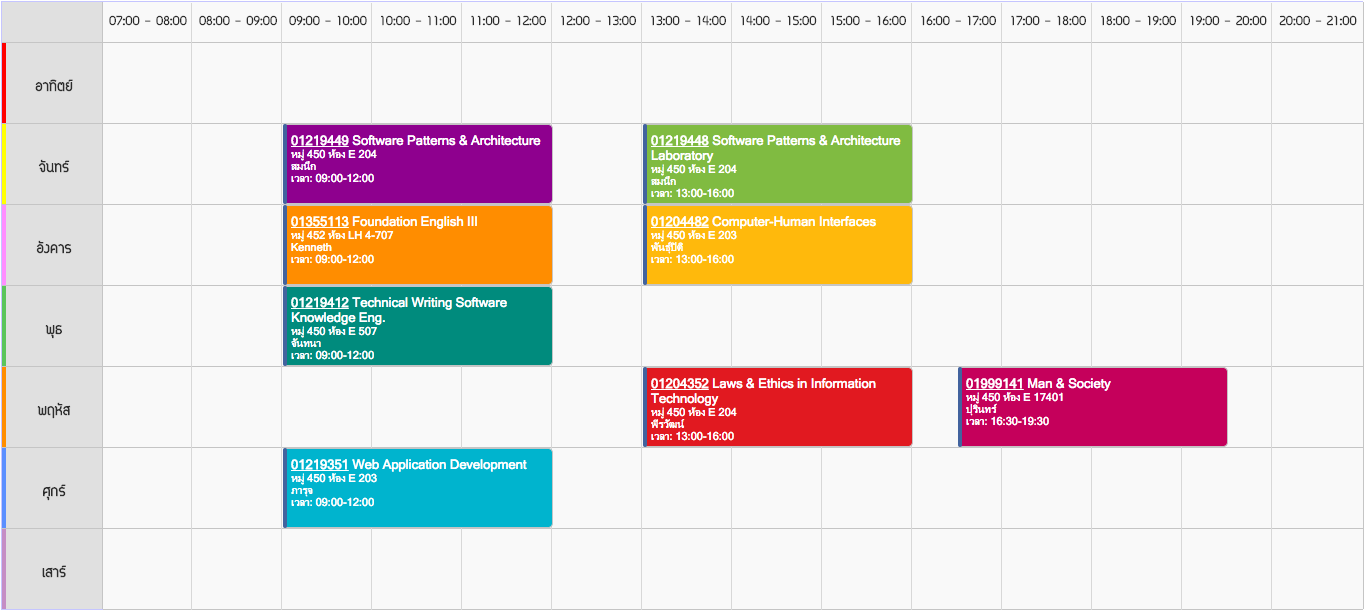 07:00 - 08:00 08:00 - 09:00 09:00 - 10:00 10:00 - 11:00 11:00 - 12:00 12:00 - 13:00 13:00 - 14:00 14:00 - 15:00 15:00 - 16:00 16:00 - 17:00 17:00 - 18:00 18:00 - 19:00 19:00 - 20:00 20:00 - 21:00
อาทิตย์
จันทร์
01219449 Software Patterns & Architecture
หมู่ 450 ห้อง E 204
สมนึก
เวลา: 09:00-12:00
01219448 Software Patterns & Architecture
Laboratory
หมู่ 450 ห้อง E 204
สมนึก
เวลา: 13:00-16:00
อังคาร
01355113 Foundation English III
หมู่ 452 ห้อง LH 4-707
Kenneth
เวลา: 09:00-12:00
01204482 Computer-Human Interfaces
หมู่ 450 ห้อง E 203
พันธุ์ปิติ
เวลา: 13:00-16:00
พุธ
01219412 Technical Writing Software
Knowledge Eng.
หมู่ 450 ห้อง E 507
จันทนา
เวลา: 09:00-12:00
พฤหัส
01204352 Laws & Ethics in Information
Technology
หมู่ 450 ห้อง E 204
พีรวัฒน์
เวลา: 13:00-16:00
01999141 Man & Society
หมู่ 450 ห้อง E 17401
ปุรินทร์
เวลา: 16:30-19:30
ศุกร์
01219351 Web Application Development
หมู่ 450 ห้อง E 203
ภารุจ
เวลา: 09:00-12:00
เสาร์